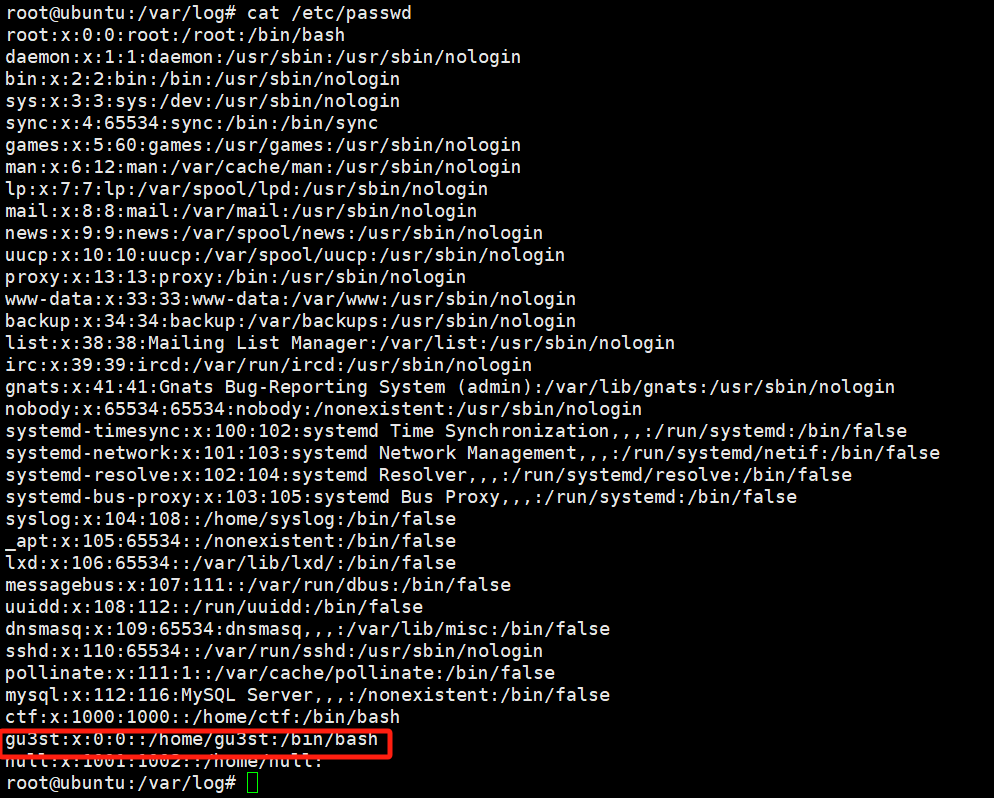 root@ubuntu:/var/log# cat /etc/passwd
root:x:0:0:root:/root:/bin/bash
daemon:x:1:1:daemon:/usr/sbin:/usr/sbin/nologin
bin:x:2:2:bin:/bin:/usr/sbin/nologin
sys:x:3:3:sys:/dev:/usr/sbin/nologin
sync:x:4:65534:sync:/bin:/bin/sync
games:x:5:60:games:/usr/games:/usr/sbin/nologin
man:x:6:12:man:/var/cache/man:/usr/sbin/nologin
lp:x:7:7:lp:/var/spool/lpd:/usr/sbin/nologin
mail:x:8:8:mail:/var/mail:/usr/sbin/nologin
news:x:9:9:news:/var/spool/news:/usr/sbin/nologin
uucp:x:10:10:uucp:/var/spool/uucp:/usr/sbin/nologin
proxy:x:13:13:proxy:/bin:/usr/sbin/nologin
www-data:x:33:33:www-data:/var/www:/usr/sbin/nologin
backup:x:34:34:backup:/var/backups:/usr/sbin/nologin
list:x:38:38:Mailing List Manager:/var/list:/usr/sbin/nologin
irc:x:39:39:ircd:/var/run/ircd:/usr/sbin/nologin
gnats:x:41:41:Gnats Bug-Reporting System (admin):/var/lib/gnats:/usr/sbin/nologin
nobody:x:65534:65534:nobody:/nonexistent:/usr/sbin/nologin
systemd-timesync:x:100:102:systemd Time Synchronization,,,:/run/systemd:/bin/false
systemd-network:x:101:103:systemd Network Management,,,:/run/systemd/netif:/bin/false
systemd-resolve:x:102:104:systemd Resolver,,,:/run/systemd/resolve:/bin/false
systemd-bus-proxy:x:103:105:systemd Bus Proxy,,,:/run/systemd:/bin/false
syslog:x:104:108::/home/syslog:/bin/false
_apt:x:105:65534::/nonexistent:/bin/false
lxd:x:106:65534::/var/lib/lxd/:/bin/false
messagebus:x:107:111::/var/run/dbus:/bin/false
uuidd:x:108:112::/run/uuidd:/bin/false
dnsmasq:x:109:65534:dnsmasq,,,:/var/lib/misc:/bin/false
sshd:x:110:65534::/var/run/sshd:/usr/sbin/nologin
pollinate:x:111:1::/var/cache/pollinate:/bin/false
mysql:x:112:116:MySQL Server,,,:/nonexistent:/bin/false
ctf:x:1000:1000::/home/ctf:/bin/bash
gu3st:x:0:0::/home/gu3st:/bin/bash
null:x:1001:1002::/home/null:
root@ubuntu:/var/log#